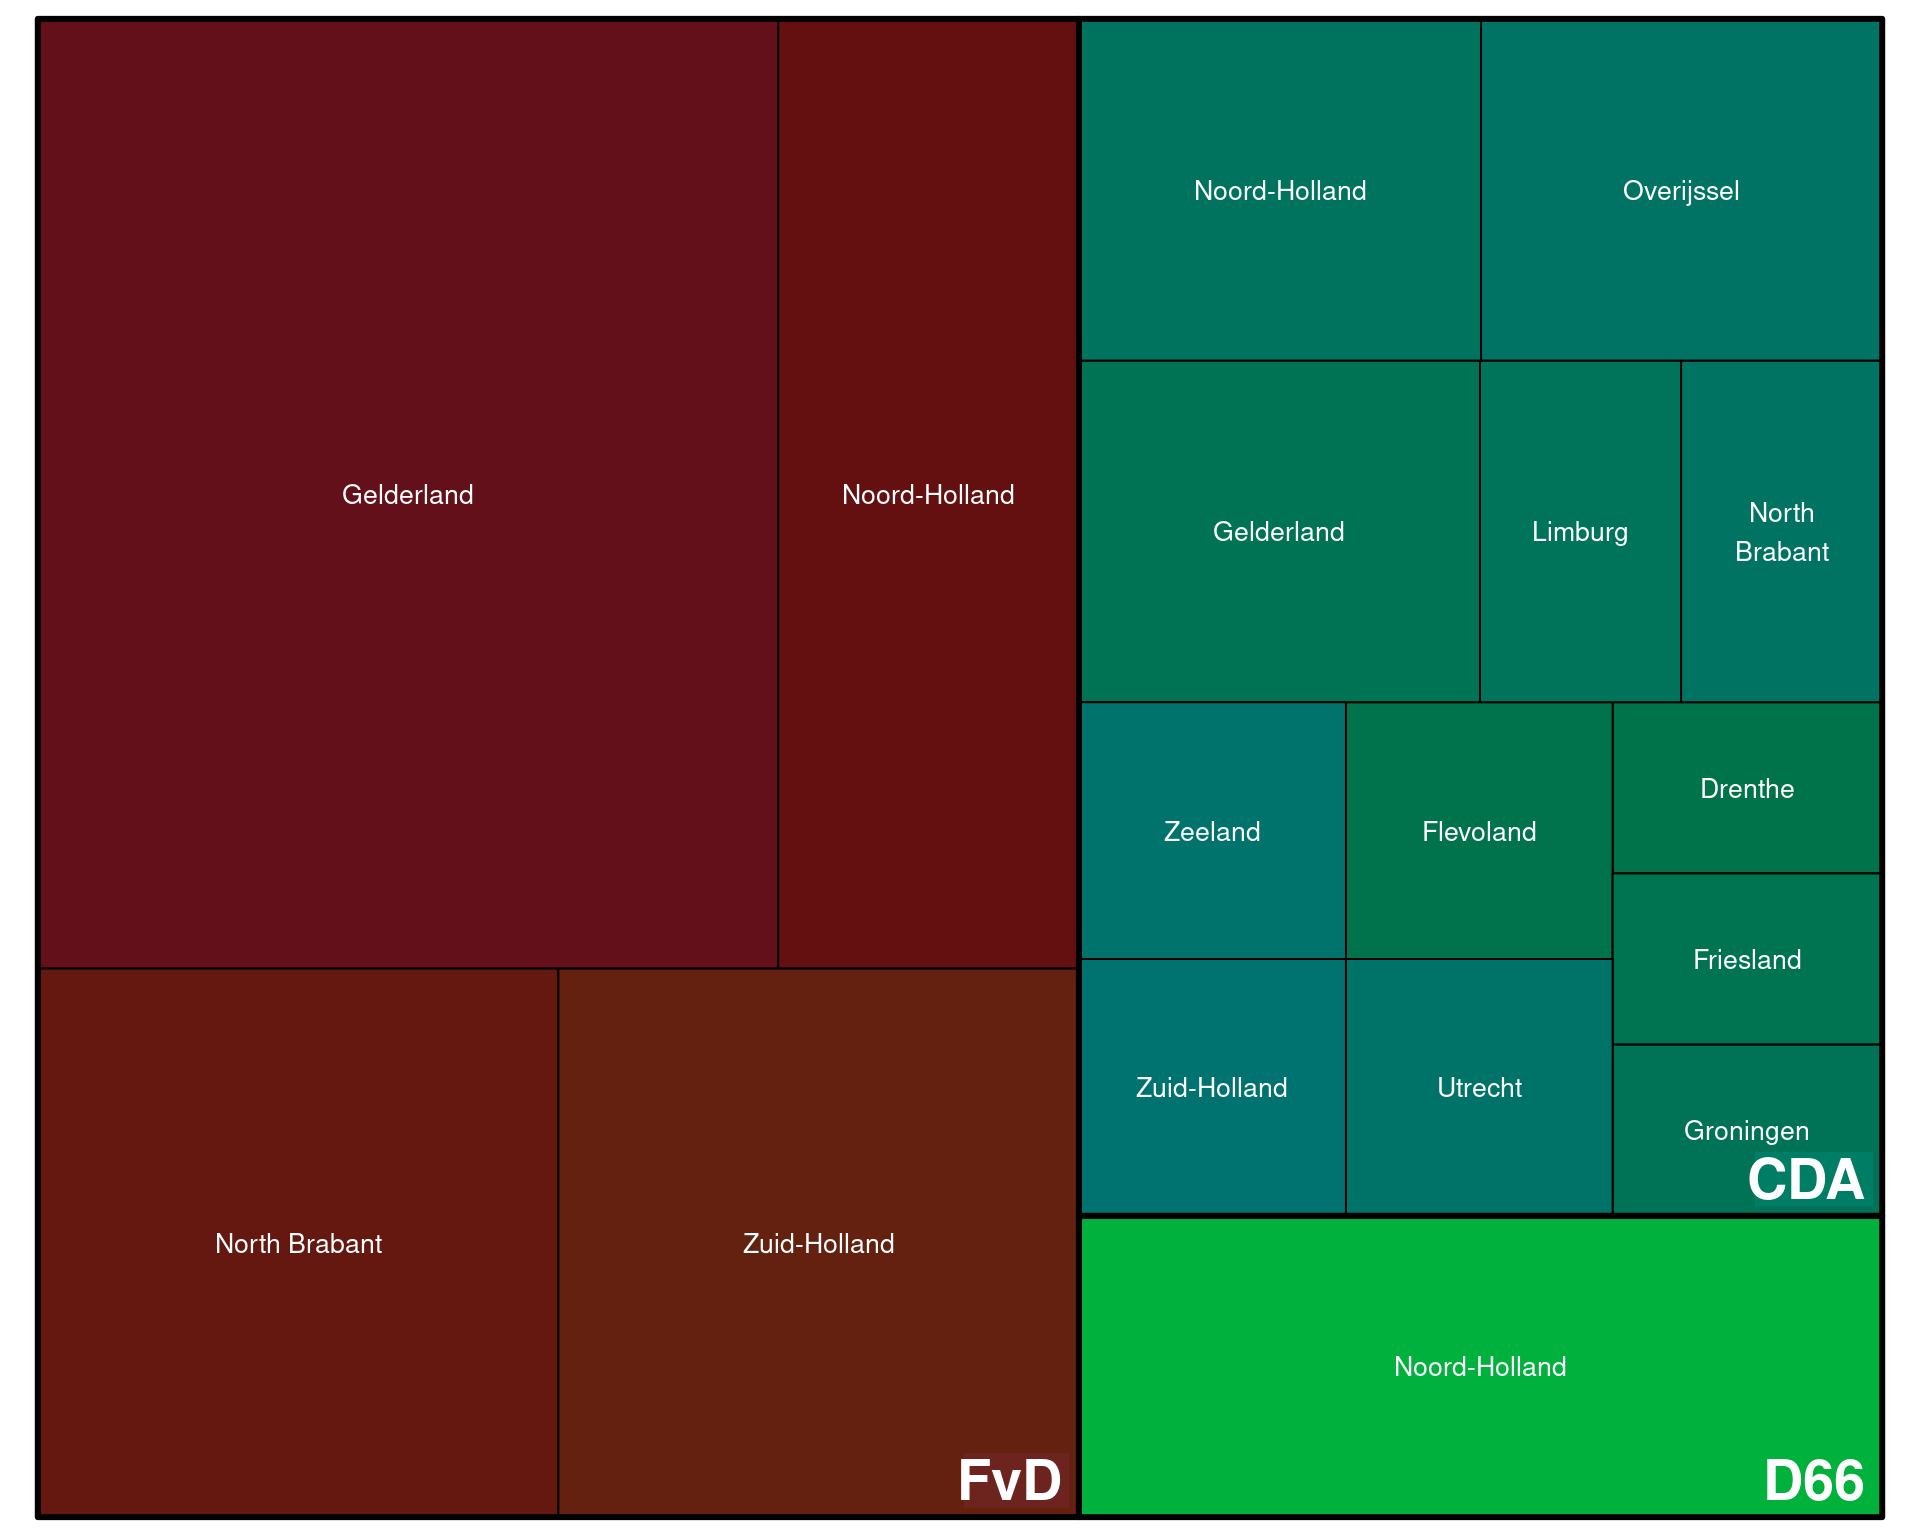 Gelderland
Noord-Holland
North Brabant
Zuid-Holland
FvD
Noord-Holland
Overijssel
Gelderland
Limburg
North
Brabant
Zeeland
Flevoland
Drenthe
Friesland
Zuid-Holland
Utrecht
Groningen
CDA
Noord-Holland
D66